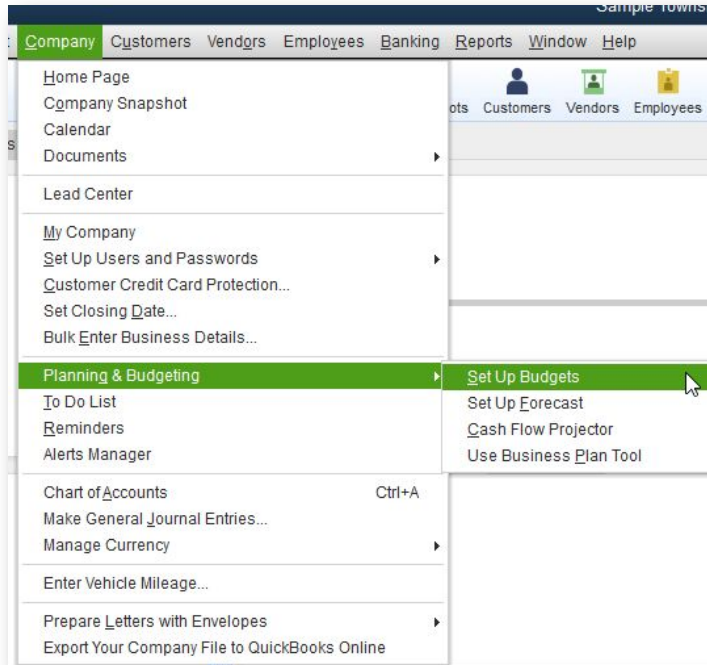 Sample Towns
Company Customers Vendors Employees Banking Reports Window Help
Home Page
Company Snapshot
Calendar
Documents
ots Customers Vendors Employees
s
Lead Center
My Company
Set Up Users and Passwords
Customer Credit Card Protection...
Set Closing Date...
Bulk Enter Business Details...
Planning & Budgeting
To Do List
Reminders
Alerts Manager
Set Up Budgets
Set Up Forecast
Cash Flow Projector
Use Business Plan Tool
Chart of Accounts Ctrl+A
Make General Journal Entries...
Manage Currency
Enter Vehicle Mileage...
Prepare Letters with Envelopes
Export Your Company File to QuickBooks Online